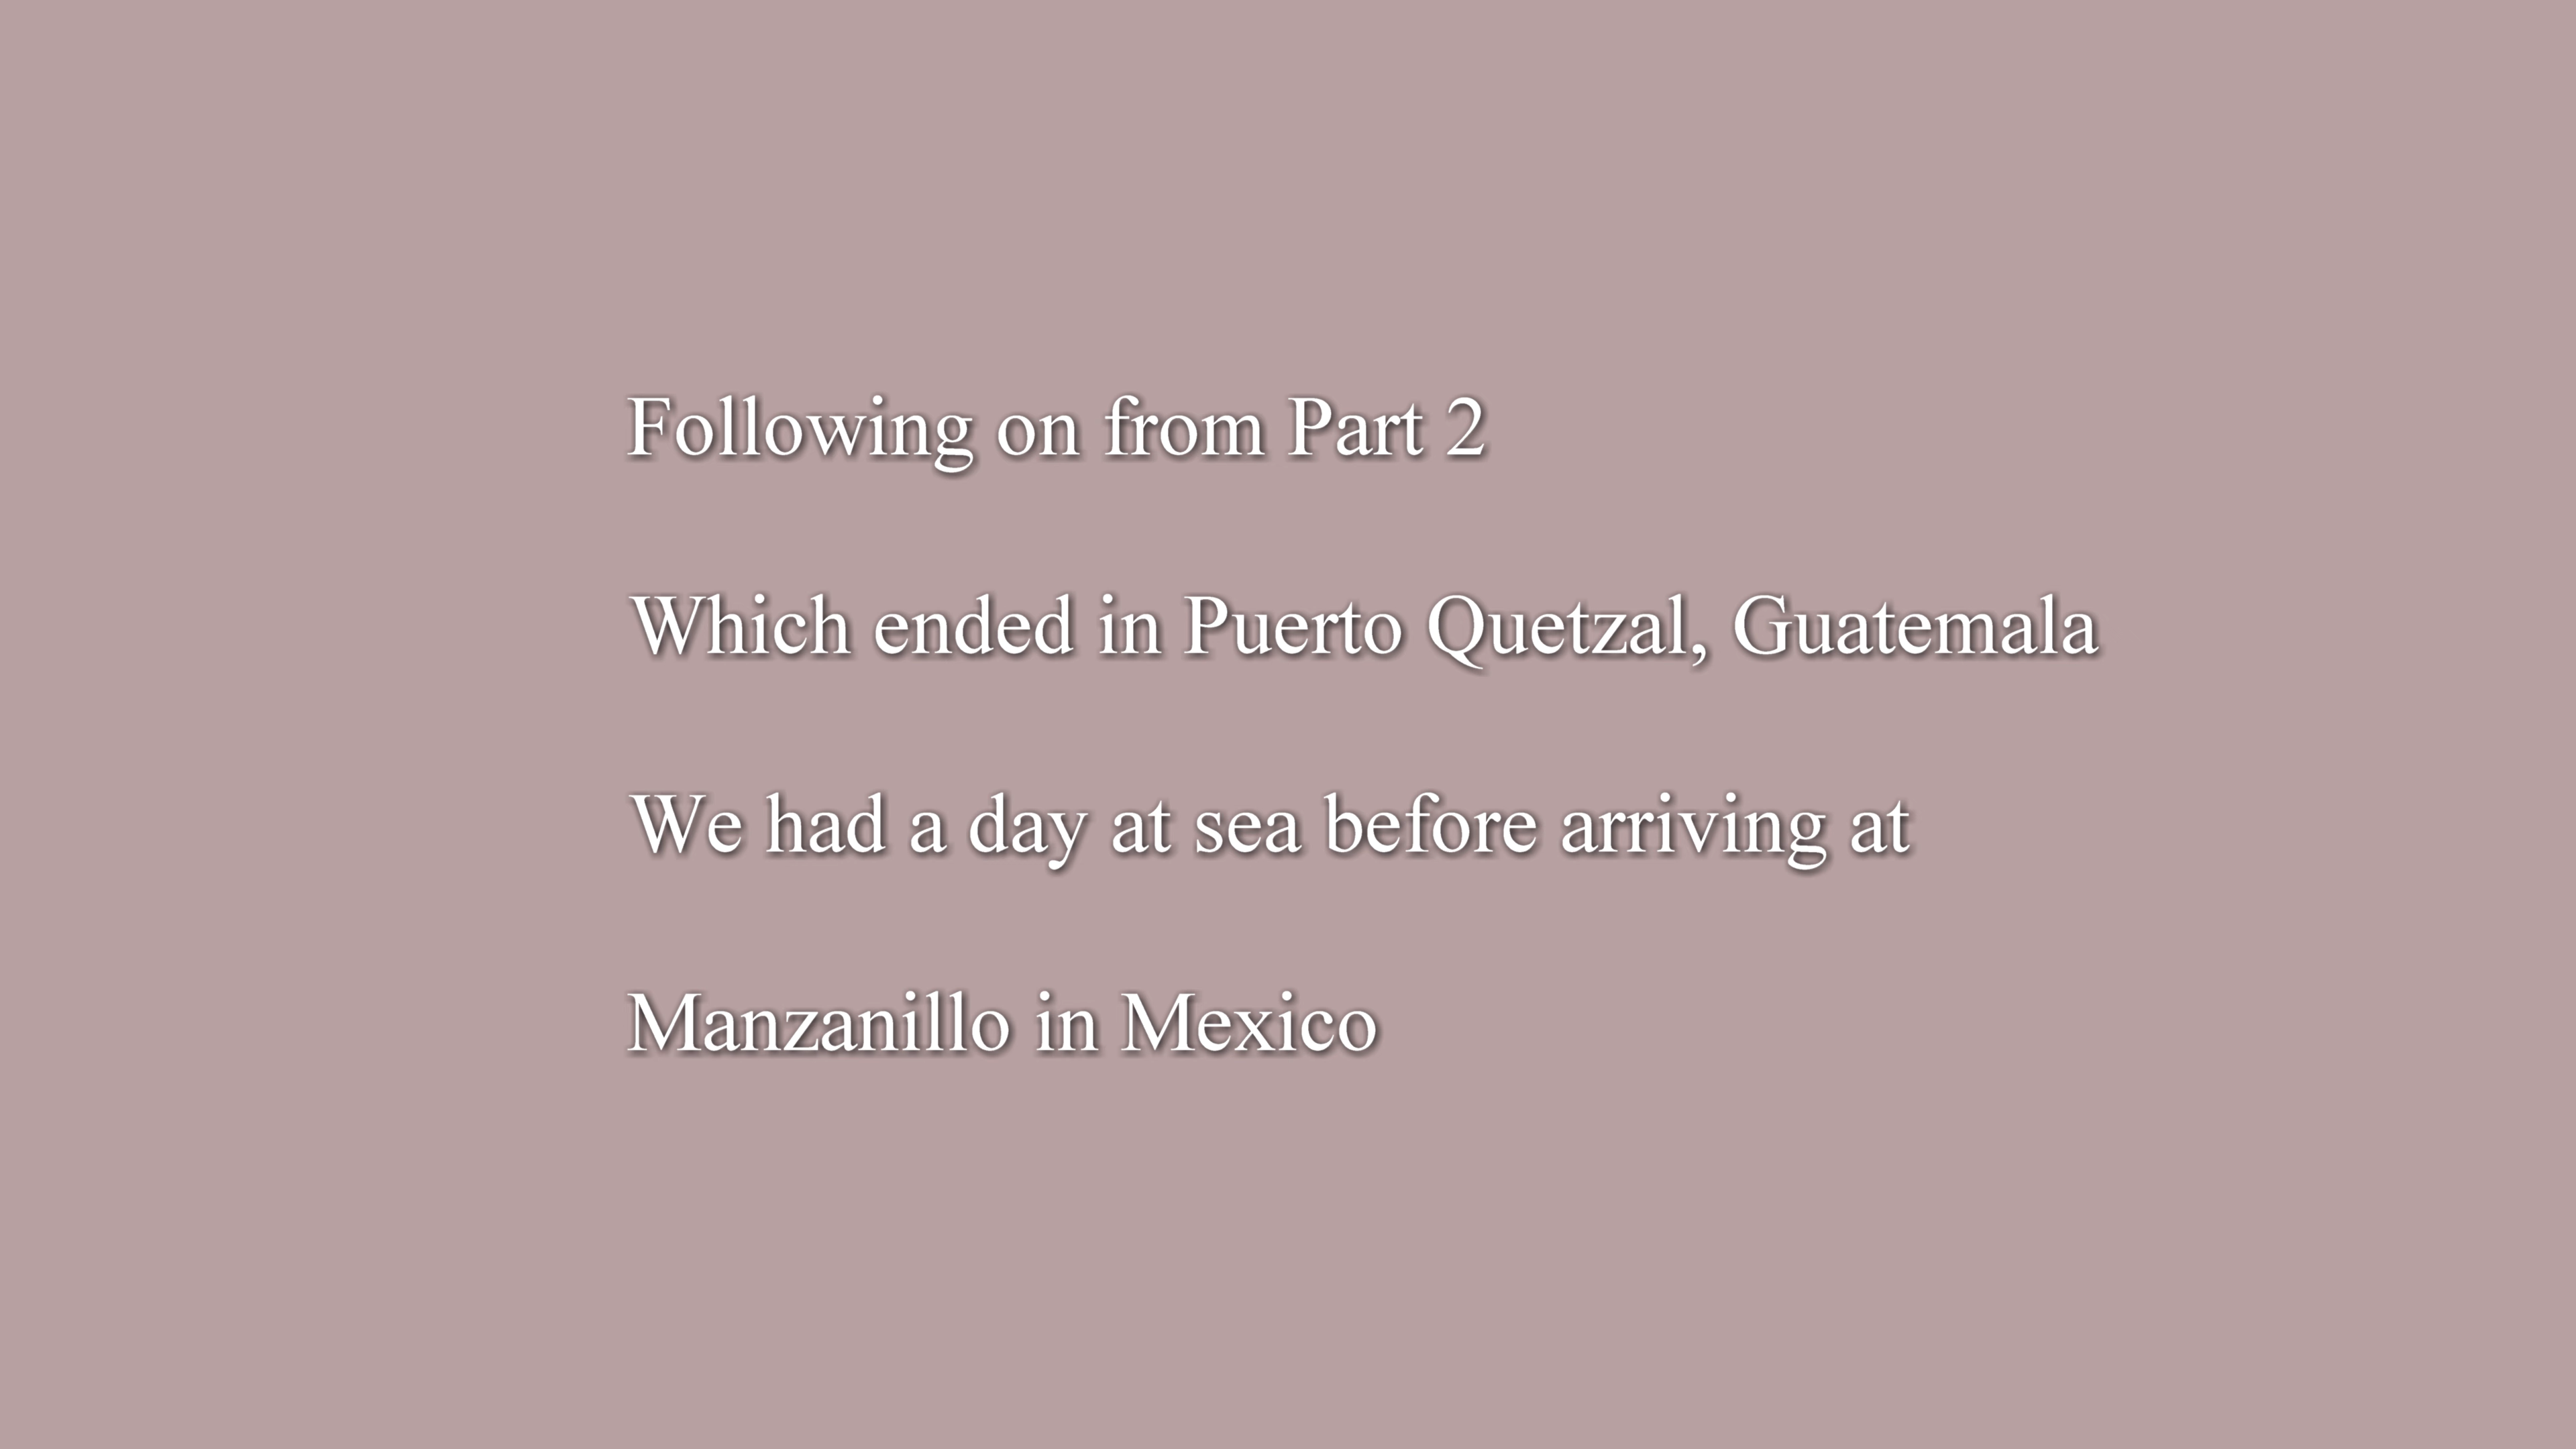 Following on from Part 2
Which ended in Puerto Quetzal, Guatemala
We had a day at sea before arriving at
Manzanillo in Mexico